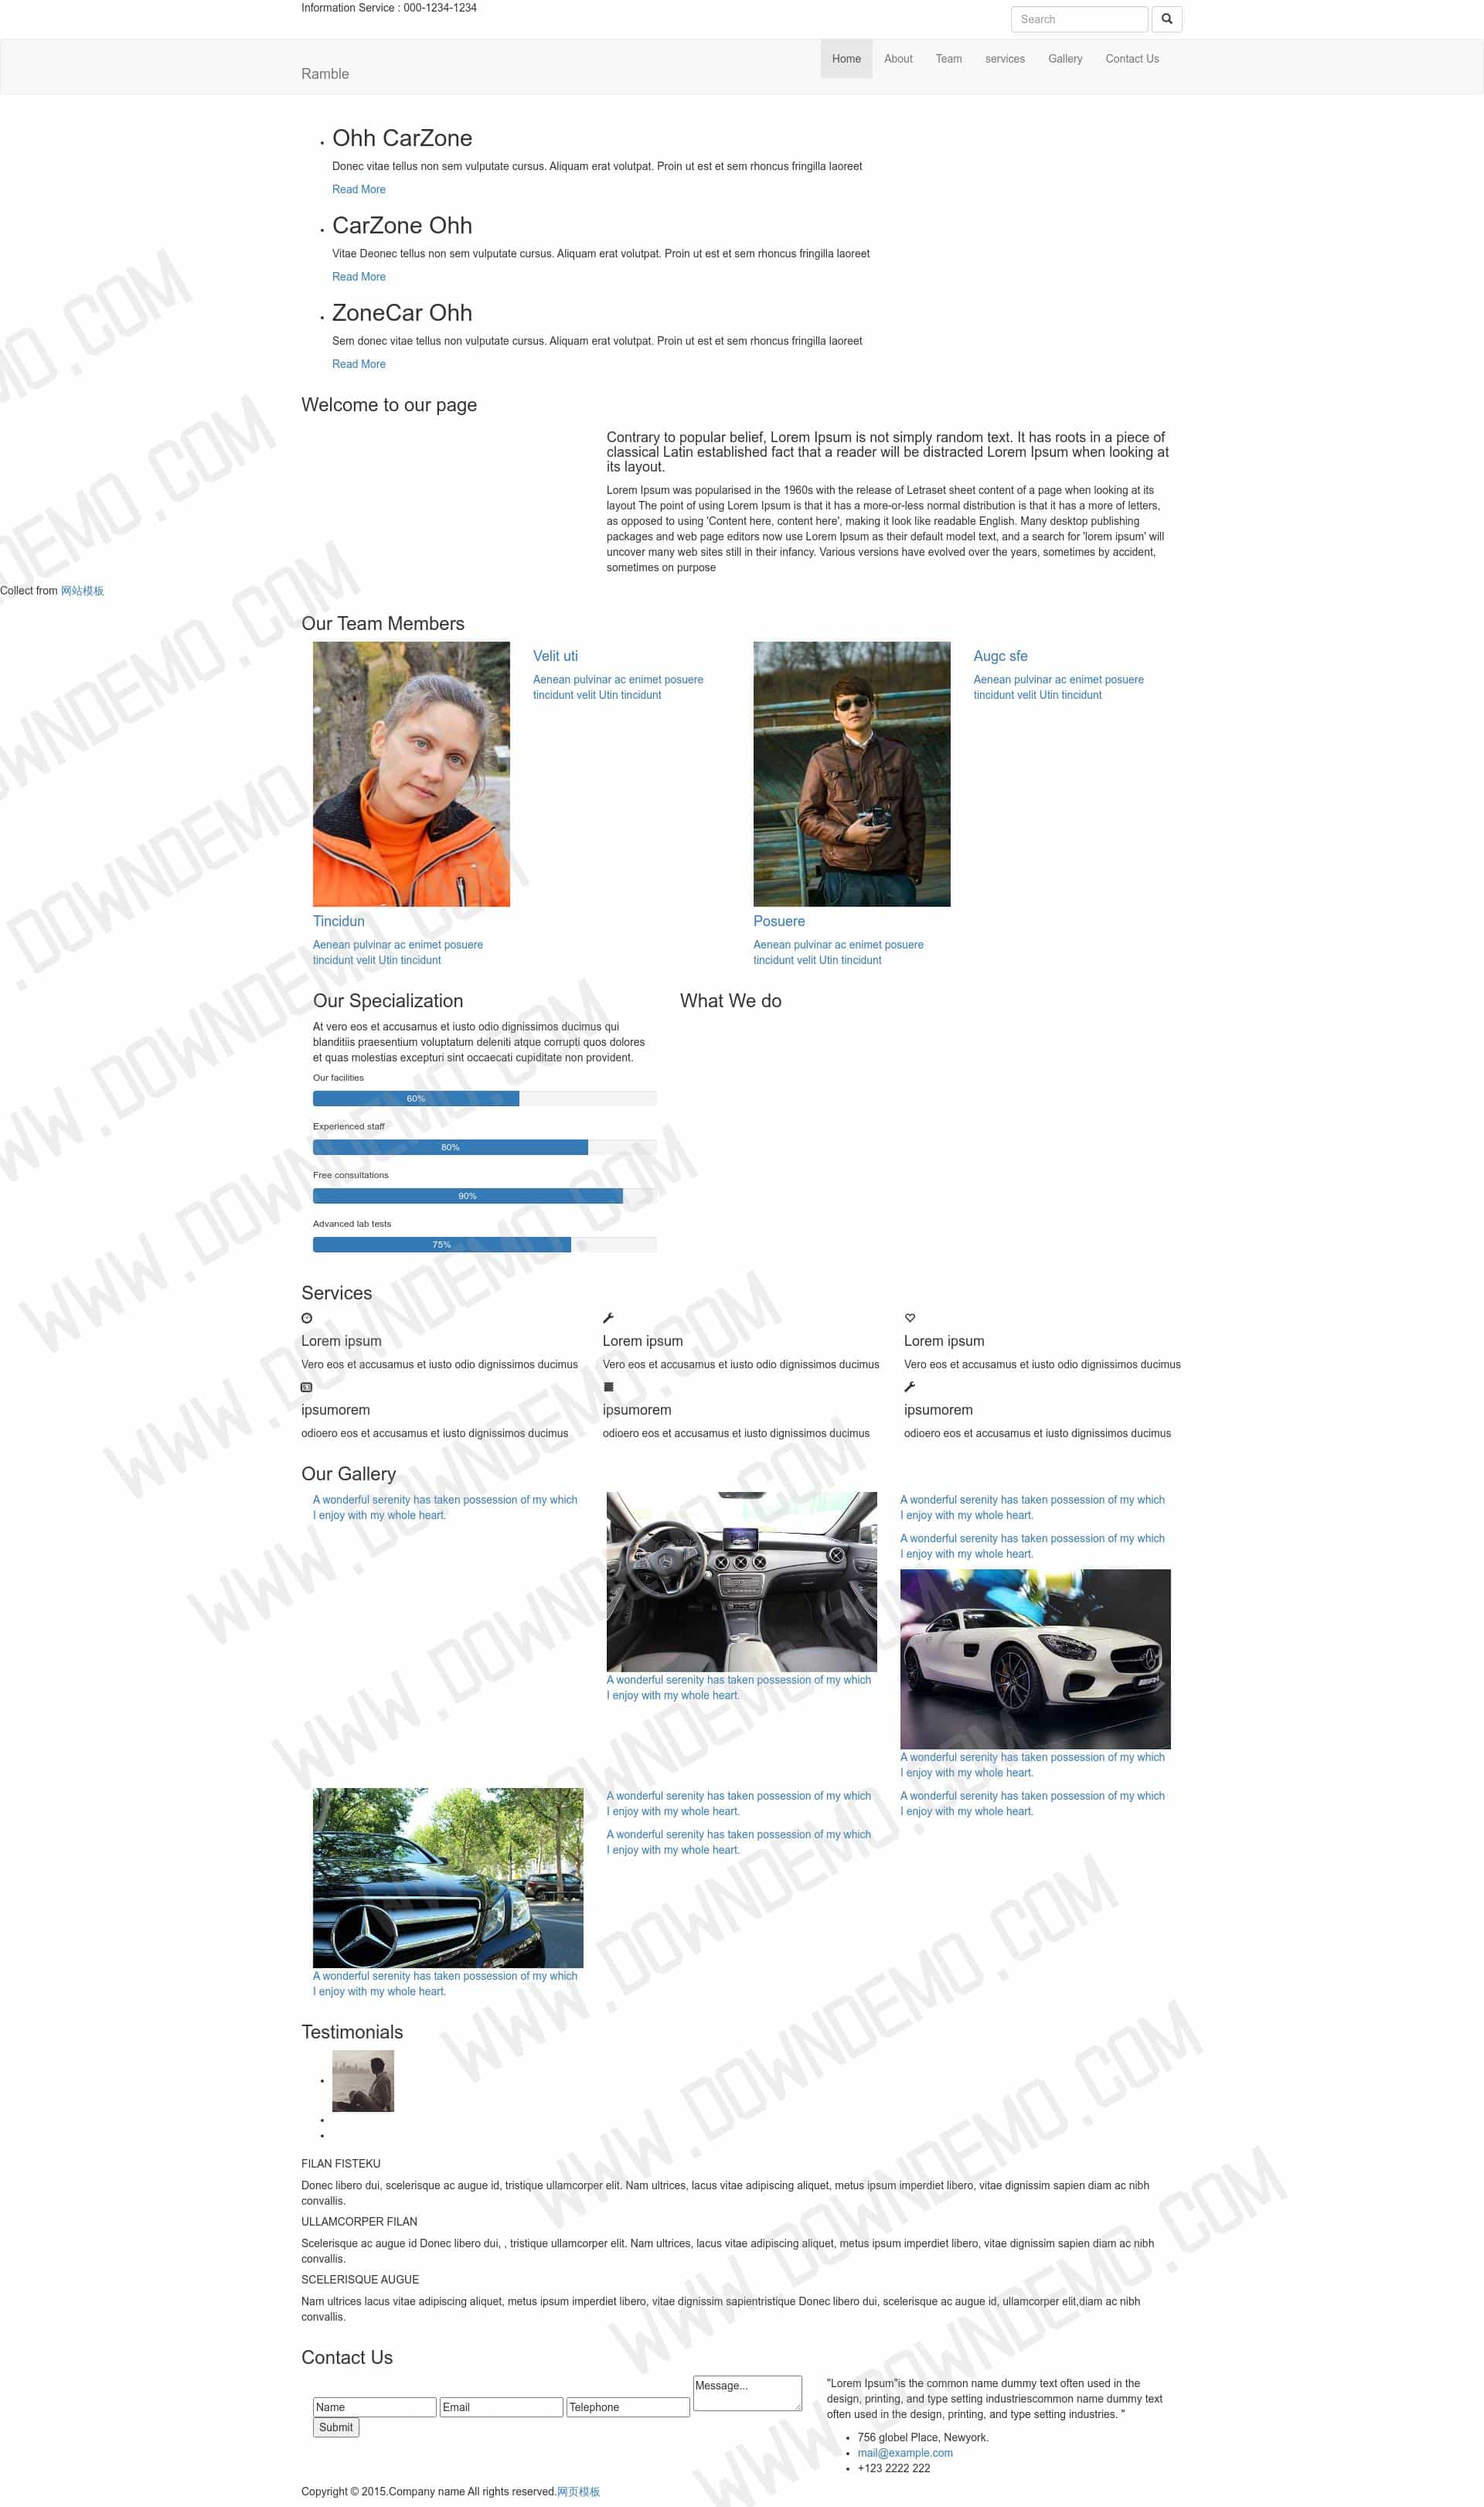 Information Service : 000-1234-1234
Search
Ramble
Home
About
Team
services
Gallery
Contact Us
Ohh CarZone
Donec vitae tellus non sem vulputate cursus. Aliquam erat volutpat. Proin ut est et sem rhoncus fringilla laoreet
Read More
CarZone Ohh
Vitae Deonec tellus non sem vulputate cursus. Aliquam erat volutpat. Proin ut est et sem rhoncus fringilla laoreet
Read More
ZoneCar Ohh
Sem donec vitae tellus non vulputate cursus. Aliquam erat volutpat. Proin ut est et sem rhoncus fringilla laoreet
Read More
Welcome to our page
Contrary to popular belief, Lorem Ipsum is not simply random text. It has roots in a piece of
classical Latin established fact that a reader will be distracted Lorem Ipsum when looking at
its layout.
Lorem Ipsum was popularised in the 1960s with the release of Letraset sheet content of a page when looking at its
layout The point of using Lorem Ipsum is that it has a more-or-less normal distribution is that it has a more of letters,
as opposed to using 'Content here, content here', making it look like readable English. Many desktop publishing
packages and web page editors now use Lorem Ipsum as their default model text, and a search for 'lorem ipsum' will
uncover many web sites still in their infancy. Various versions have evolved over the years, sometimes by accident,
sometimes on purpose
Collect from 网站模板
Our Team Members
Velit uti
Aenean pulvinar ac enimet posuere
tincidunt velit Utin tincidunt
Augc sfe
Aenean pulvinar ac enimet posuere
tincidunt velit Utin tincidunt
Tincidun
Aenean pulvinar ac enimet posuere
tincidunt velit Utin tincidunt
Posuere
Aenean pulvinar ac enimet posuere
tincidunt velit Utin tincidunt
Our Specialization
At vero eos et accusamus et iusto odio dignissimos ducimus qui
blanditiis praesentium voluptatum deleniti atque corrupti quos dolores
et quas molestias excepturi sint occaecati cupiditate non provident.
Our facilities
60%
Experienced staff
80%
Free consultations
90%
Advanced lab tests
75%
What We do
Services
Lorem ipsum
Vero eos et accusamus et iusto odio dignissimos ducimus
Lorem ipsum
Vero eos et accusamus et iusto odio dignissimos ducimus
Lorem ipsum
Vero eos et accusamus et iusto odio dignissimos ducimus
ipsumorem
odioero eos et accusamus et iusto dignissimos ducimus
ipsumorem
odioero eos et accusamus et iusto dignissimos ducimus
ipsumorem
odioero eos et accusamus et iusto dignissimos ducimus
Our Gallery
A wonderful serenity has taken possession of my which
I enjoy with my whole heart.
A wonderful serenity has taken possession of my which
I enjoy with my whole heart.
A wonderful serenity has taken possession of my which
I enjoy with my whole heart.
A wonderful serenity has taken possession of my which
I enjoy with my whole heart.
A wonderful serenity has taken possession of my which
I enjoy with my whole heart.
A wonderful serenity has taken possession of my which
I enjoy with my whole heart.
A wonderful serenity has taken possession of my which
I enjoy with my whole heart.
A wonderful serenity has taken possession of my which
I enjoy with my whole heart.
A wonderful serenity has taken possession of my which
I enjoy with my whole heart.
Testimonials
FILAN FISTEKU
Donec libero dui, scelerisque ac augue id, tristique ullamcorper elit. Nam ultrices, lacus vitae adipiscing aliquet, metus ipsum imperdiet libero, vitae dignissim sapien diam ac nibh
convallis.
ULLAMCORPER FILAN
Scelerisque ac augue id Donec libero dui, , tristique ullamcorper elit. Nam ultrices, lacus vitae adipiscing aliquet, metus ipsum imperdiet libero, vitae dignissim sapien diam ac nibh
convallis.
SCELERISQUE AUGUE
Nam ultrices lacus vitae adipiscing aliquet, metus ipsum imperdiet libero, vitae dignissim sapientristique Donec libero dui, scelerisque ac augue id, ullamcorper elit,diam ac nibh
convallis.
Contact Us
Name
Email
Telephone
Message...
Submit
"Lorem Ipsum"is the common name dummy text often used in the
design, printing, and type setting industriescommon name dummy text
often used in the design, printing, and type setting industries. "
756 globel Place, Newyork.
mail@example.com
+123 2222 222
Copyright © 2015.Company name All rights reserved.网页模板
WWW.DOWNDEMO.COM